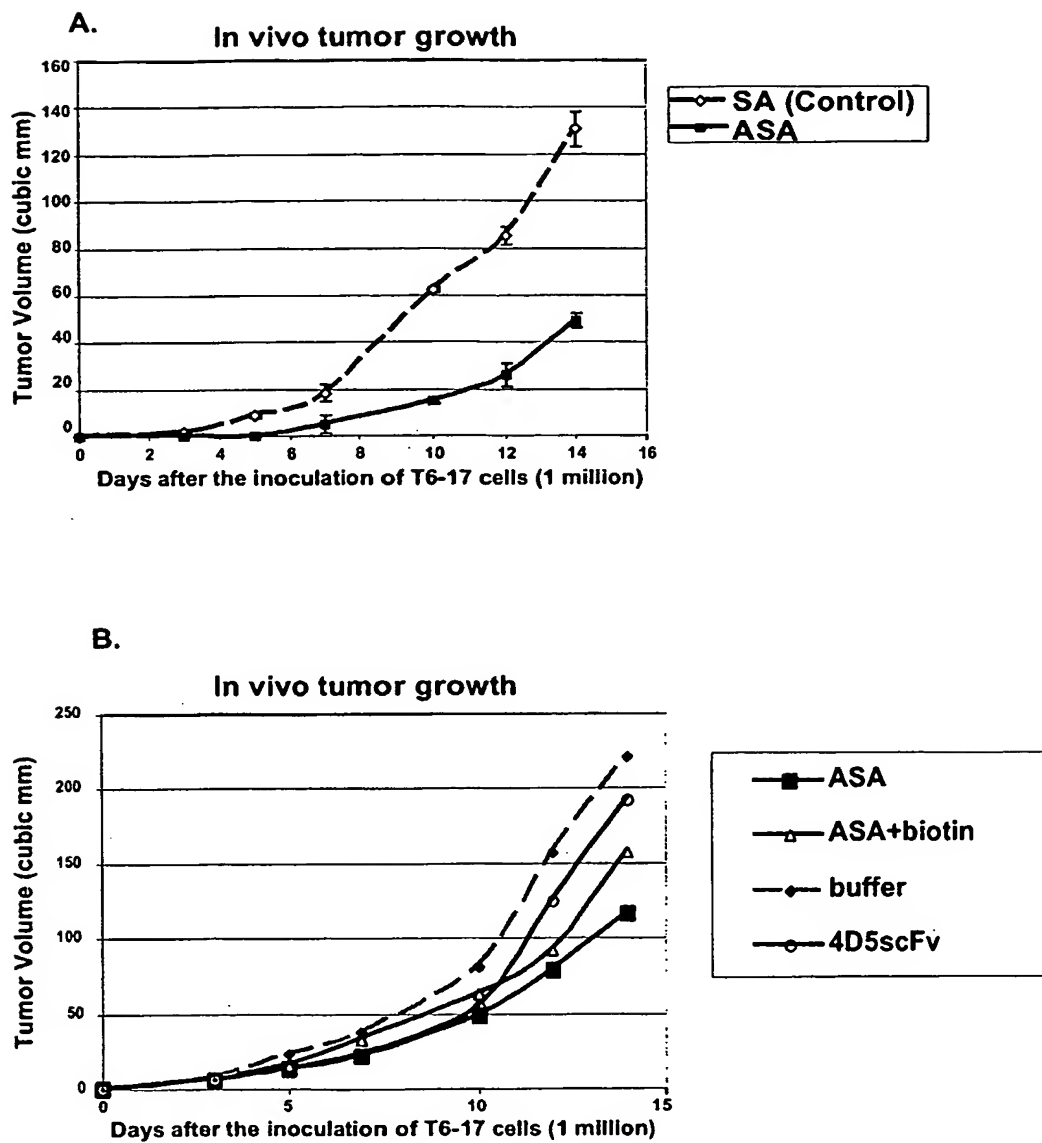 A.
In vivo tumor growth
160
140
120
100
80
60
40
20
0
0 2 4 6 8 10 12 14 16
Tumor Volume (cubic mm)
Days after the inoculation of T6-17 cells (1 million)
SA (Control)
ASA
B.
In vivo tumor growth
250
200
150
100
50
0
0 5 10 15
Tumor Volume (cubic mm)
Days after the inoculation of T6-17 cells (1 million)
ASA
ASA+biotin
buffer
4D5scFv